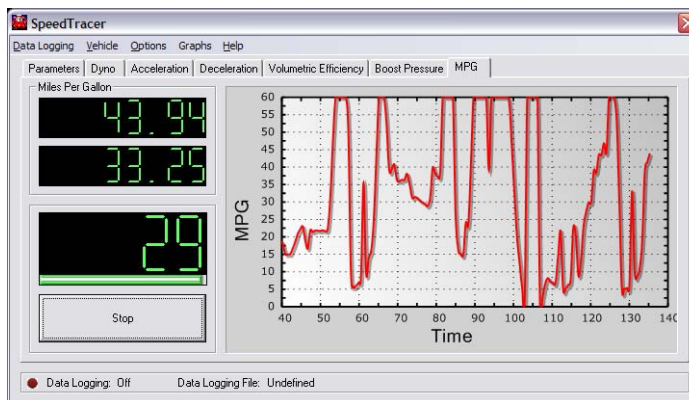 SpeedTracer
Data Logging Vehicle Options Graphs Help
Parameters Dyno Acceleration Deceleration Volumetric Efficiency Boost Pressure MPG
Miles Per Gallon
43.94
33.25
29
Stop
MPG
60
55
50
45
40
35
30
25
20
15
10
5
0
40 50 60 70 80 90 100 110 120 130 140
Time
Data Logging: Off Data Logging File: Undefined